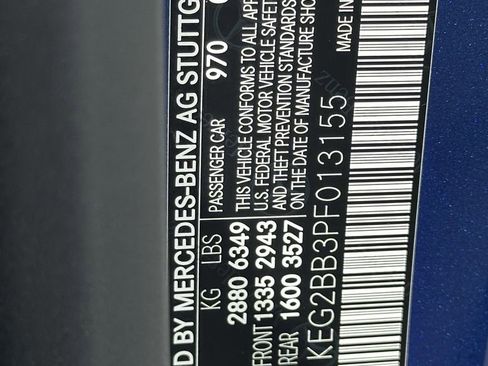 D BY MERCEDES-BENZ AG STUTTG
PASSENGER CAR 970
KG LBS
2880 6349
FRONT 1335 2943
REAR 1600 3527
THIS VEHICLE CONFORMS TO ALL APP
U.S. FEDERAL MOTOR VEHICLE SAFETY
AND THEFT PREVENTION STANDARDS
ON THE DATE OF MANUFACTURE SHO
MADE IN
KEG2BB3PF013155